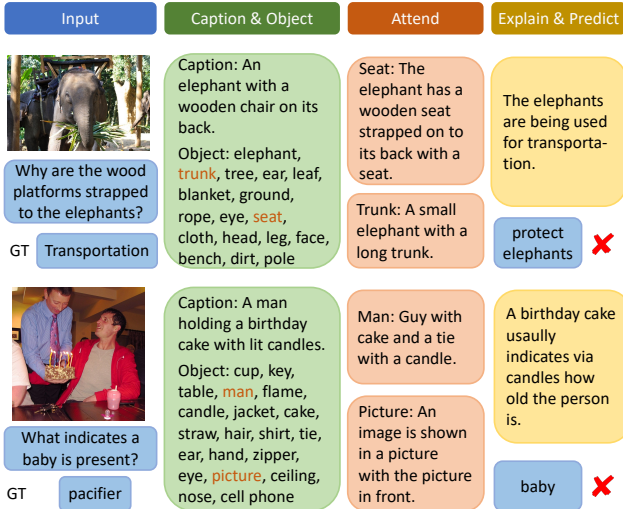 Input
Caption & Object
Attend
Explain & Predict
Why are the wood
platforms strapped
to the elephants?
GT
Transportation
Caption: An
elephant with a
wooden chair on its
back.
Object: elephant,
trunk, tree, ear, leaf,
blanket, ground,
rope, eye, seat,
cloth, head, leg, face,
bench, dirt, pole
Seat: The
elephant has a
wooden seat
strapped on to
its back with a
seat.
Trunk: A small
elephant with a
long trunk.
The elephants
are being used
for transporta-
tion.
protect
elephants
What indicates a
baby is present?
GT
pacifier
Caption: A man
holding a birthday
cake with lit candles.
Object: cup, key,
table, man, flame,
candle, jacket, cake,
straw, hair, shirt, tie,
ear, hand, zipper,
eye, picture, ceiling,
nose, cell phone
Man: Guy with
cake and a tie
with a candle.
Picture: An
image is shown
in a picture
with the picture
in front.
A birthday cake
usaully
indicates via
candles how
old the person
is.
baby